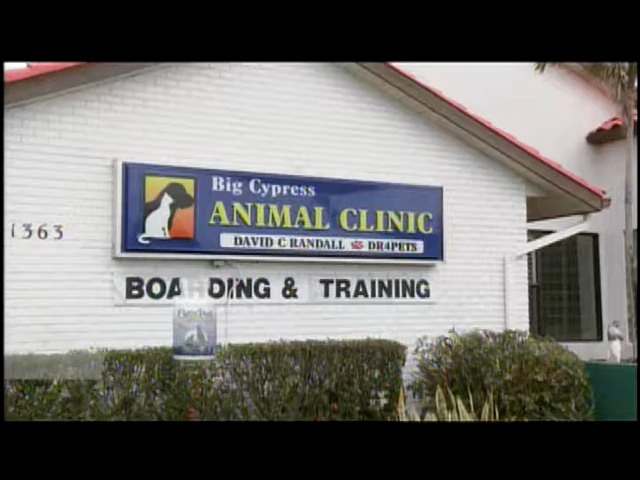 1363
Big Cypress
ANIMAL CLINIC
DAVID C RANDALL DR4PETS
BOARDING & TRAINING